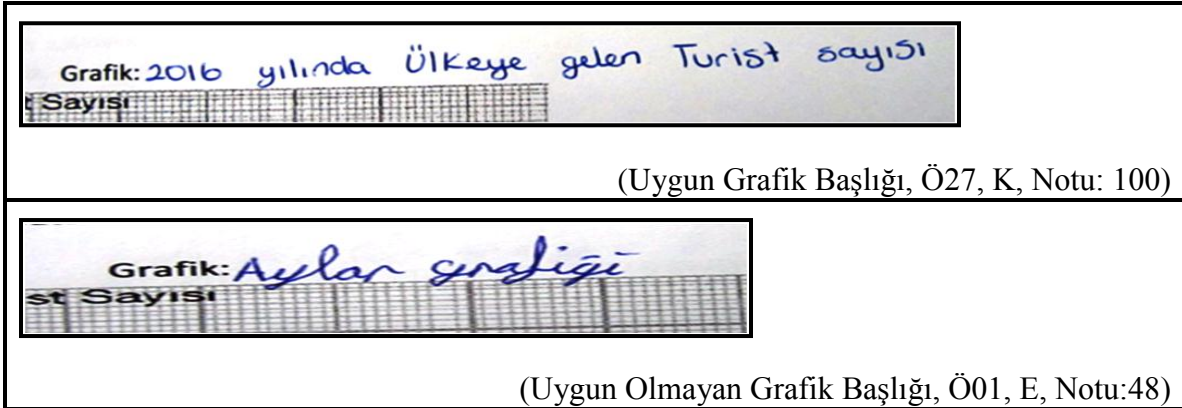 Grafik: 2016 yılında Ülkeye gelen Turist sayısı
t Sayısı
(Uygun Grafik Başlığı, Ö27, K, Notu: 100)
Grafik: Aylar grafiği
st Sayısı
(Uygun Olmayan Grafik Başlığı, Ö01, E, Notu:48)